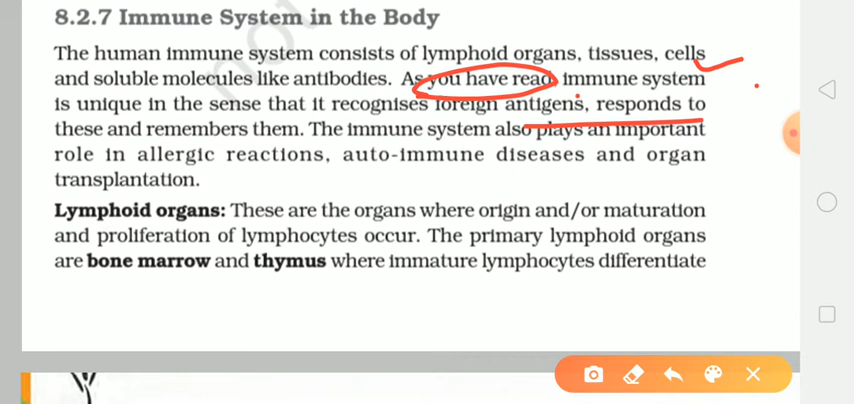 8.2.7 Immune System in the Body
The human immune system consists of lymphoid organs, tissues, cells
and soluble molecules like antibodies. As you have read, immune system
is unique in the sense that it recognises foreign antigens, responds to
these and remembers them. The immune system also plays an important
role in allergic reactions, auto-immune diseases and organ
transplantation.
Lymphoid organs: These are the organs where origin and/or maturation
and proliferation of lymphocytes occur. The primary lymphoid organs
are bone marrow and thymus where immature lymphocytes differentiate